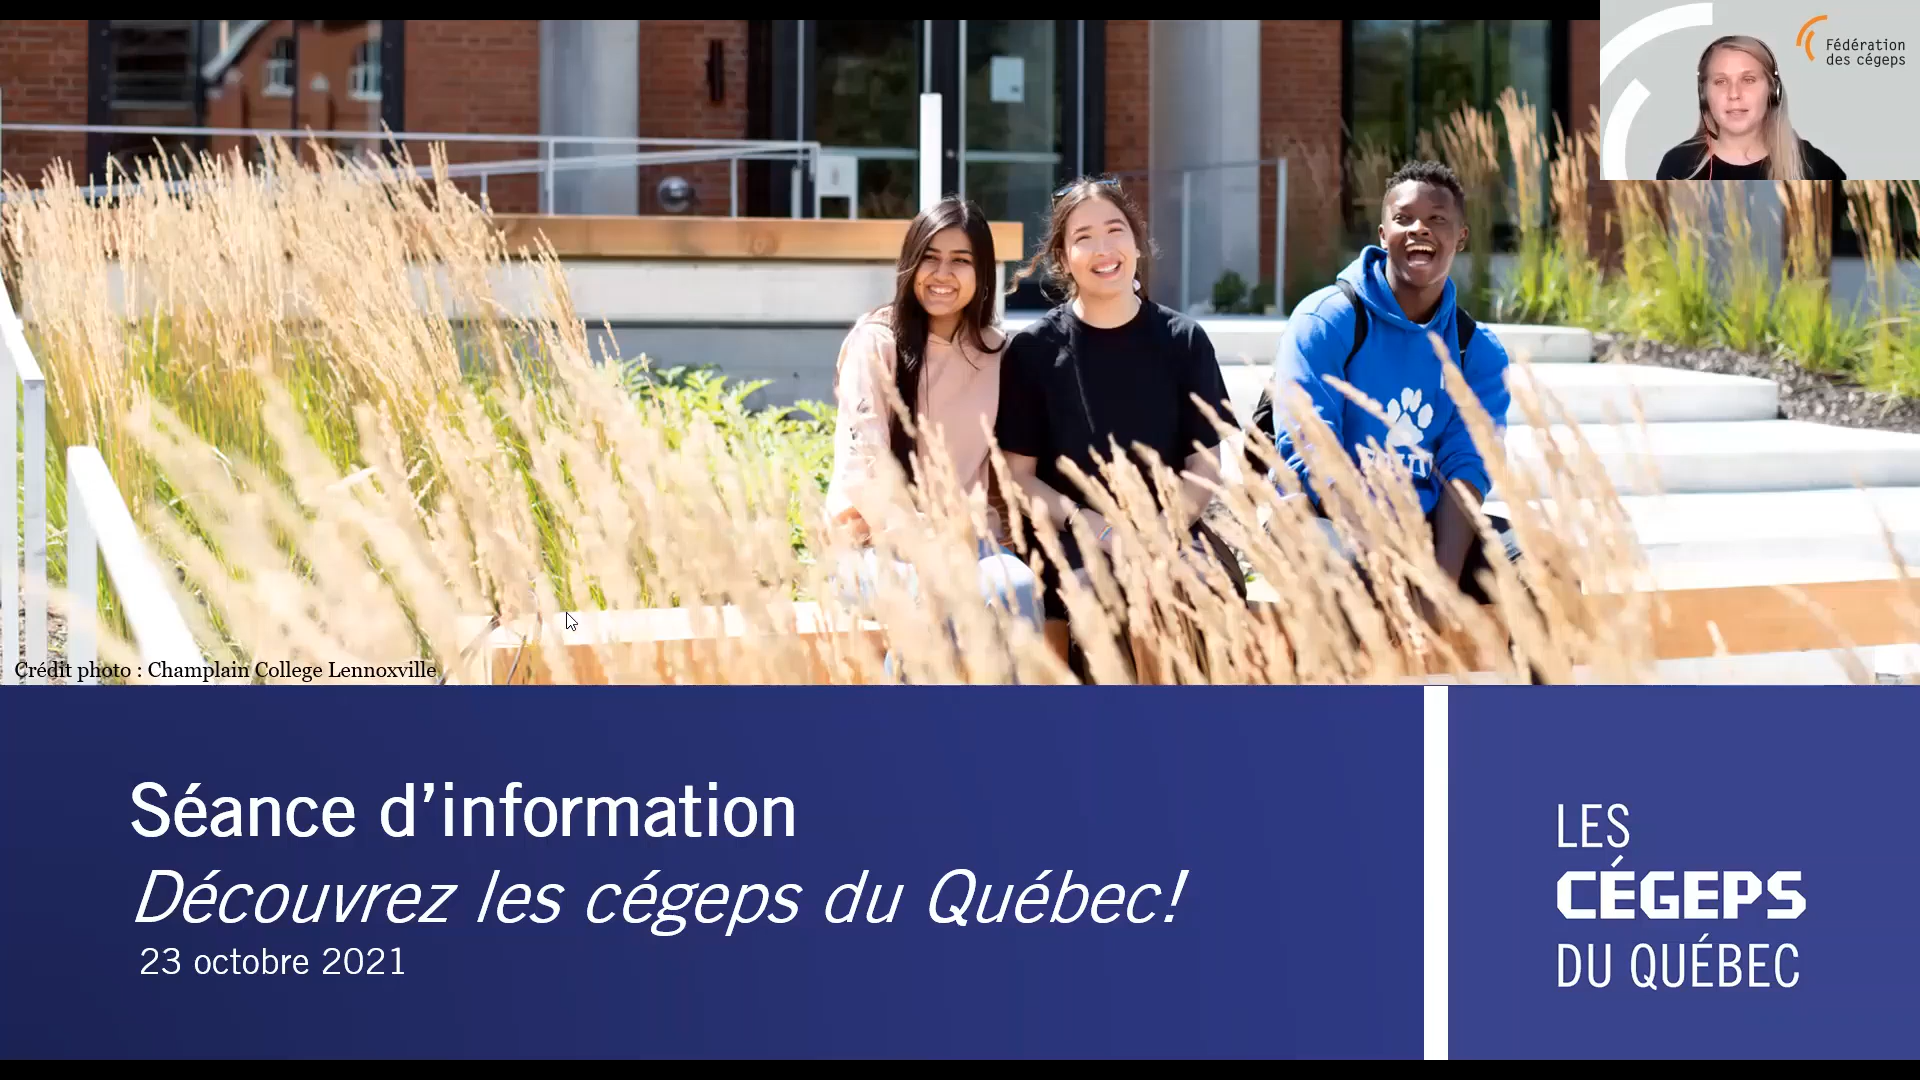 Fédération
des cégeps
Crédit photo : Champlain College Lennoxville
Séance d’information
Découvrez les cégeps du Québec!
23 octobre 2021
LES
CÉGEPS
DU QUÉBEC